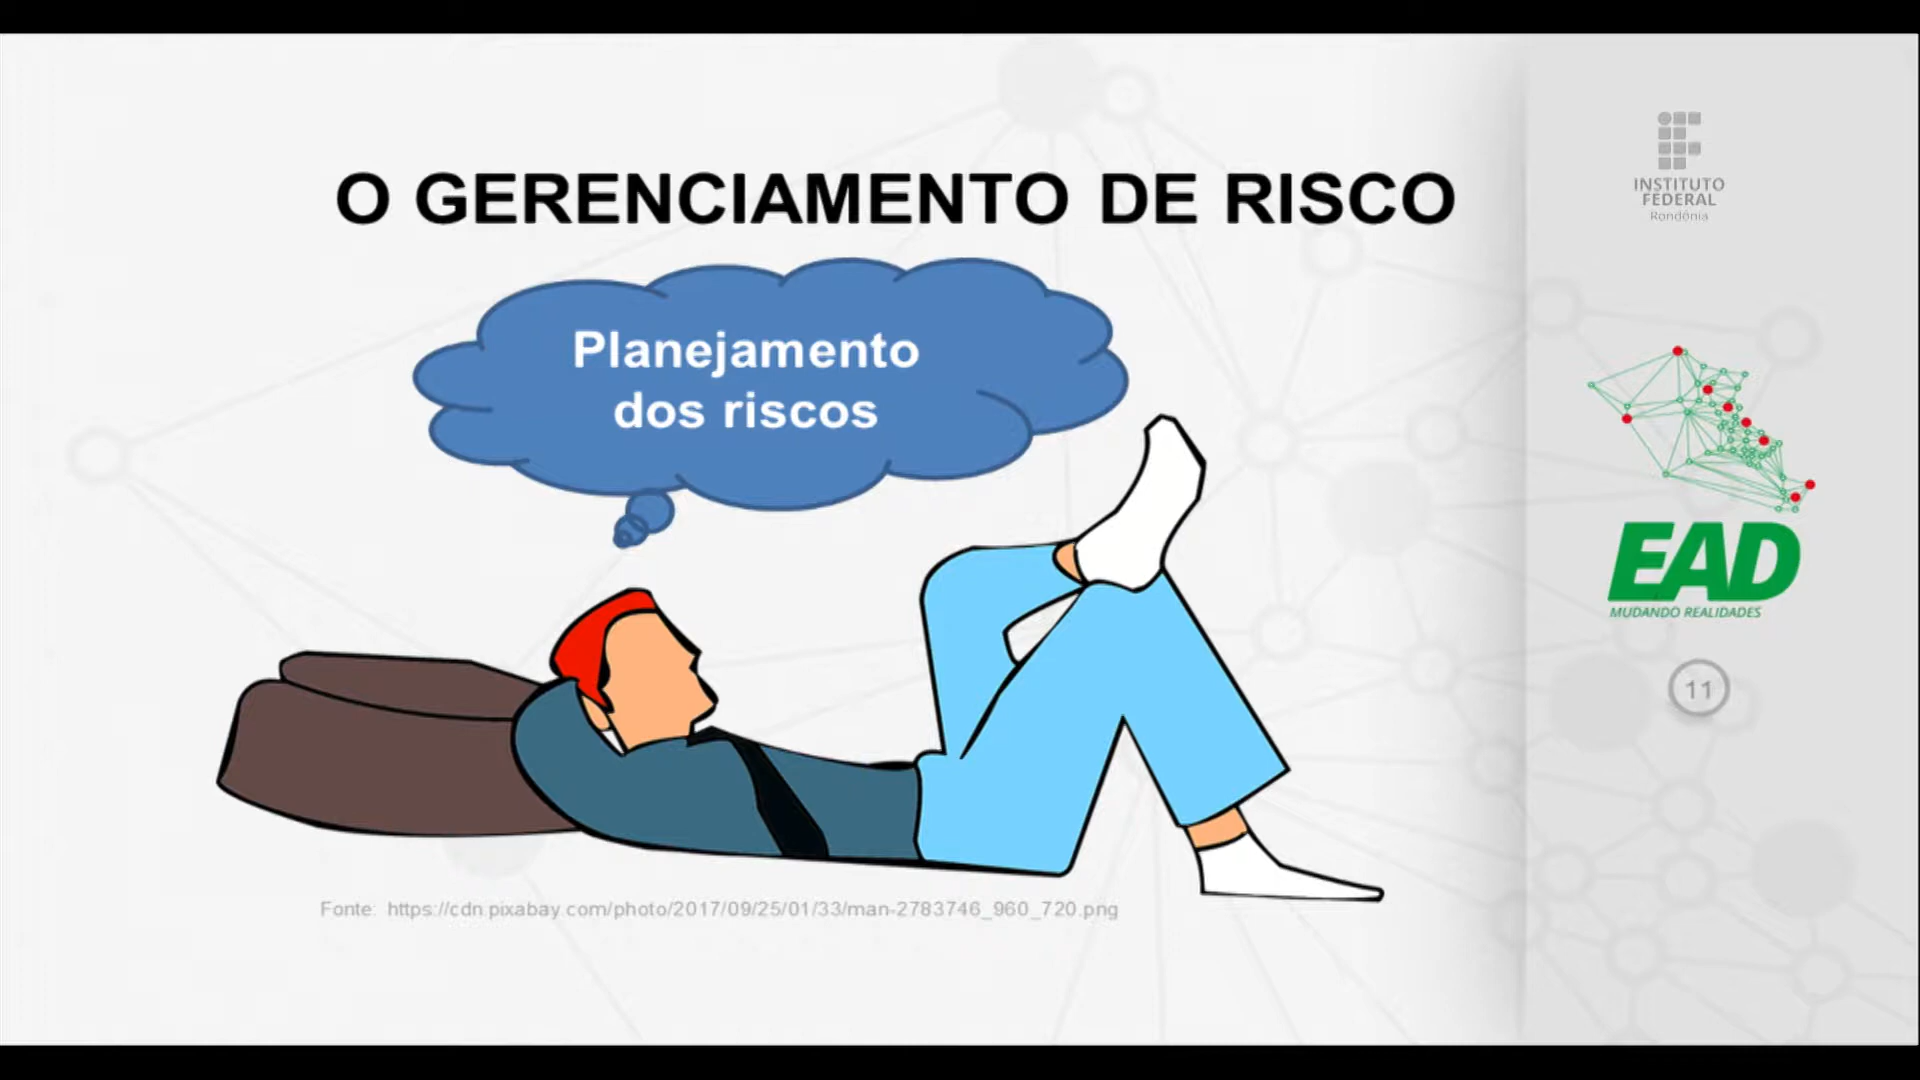 O GERENCIAMENTO DE RISCO
Planejamento
dos riscos
Fonte: https://cdn.pixabay.com/photo/2017/09/25/01/33/man-2783746_960_720.png
INSTITUTO
FEDERAL
Rondônia
EAD
MUDANDO REALIDADES
11